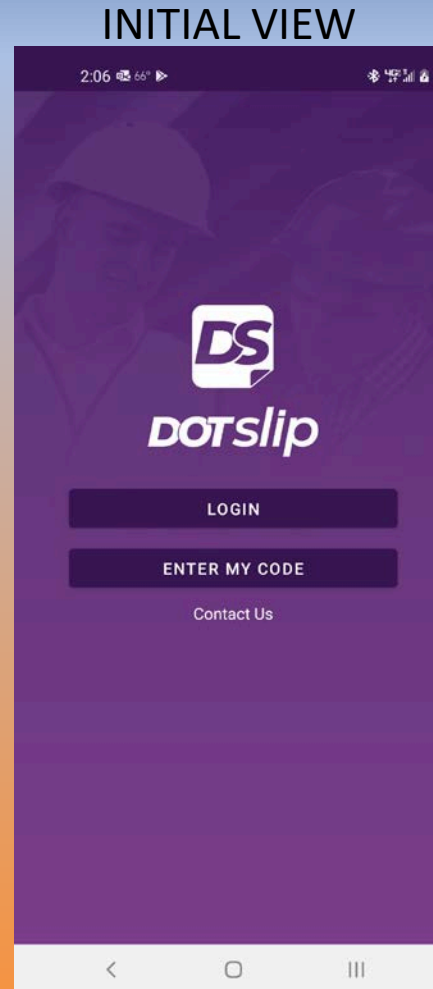 INITIAL VIEW
2:06 66°
DS
DOTslip
LOGIN
ENTER MY CODE
Contact Us